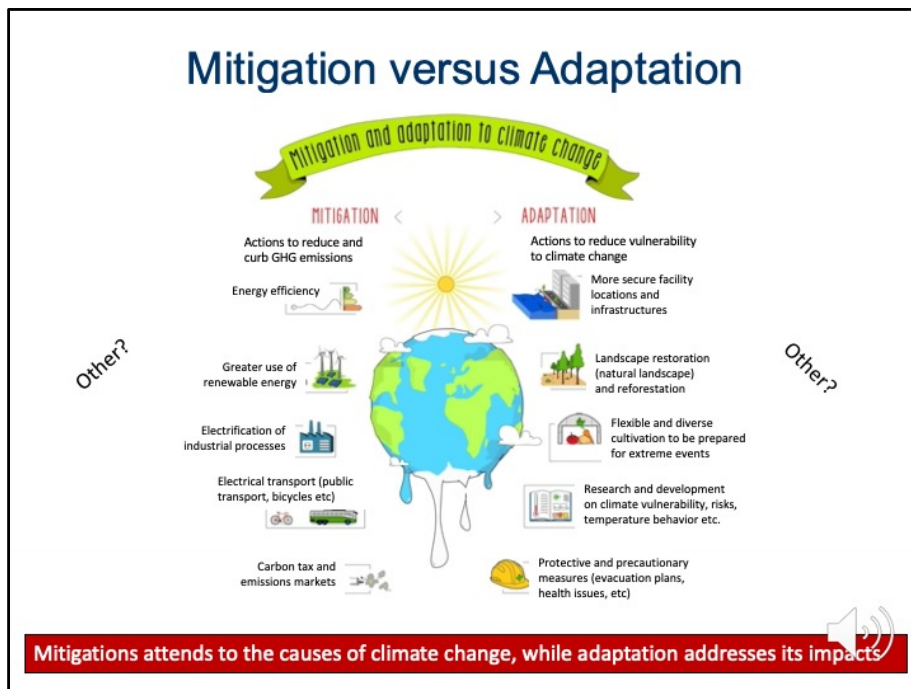 Mitigation versus Adaptation
Mitigation and adaptation to climate change
MITIGATION < > ADAPTATION
Actions to reduce and
curb GHG emissions
Energy efficiency
Greater use of
renewable energy
Electrification of
industrial processes
Electrical transport (public
transport, bicycles etc)
Carbon tax and
emissions markets
Actions to reduce vulnerability
to climate change
More secure facility
locations and
infrastructures
Landscape restoration
(natural landscape)
and reforestation
Flexible and diverse
cultivation to be prepared
for extreme events
Research and development
on climate vulnerability, risks,
temperature behavior etc.
Protective and precautionary
measures (evacuation plans,
health issues, etc)
Other?
Other?
Mitigations attends to the causes of climate change, while adaptation addresses its impacts